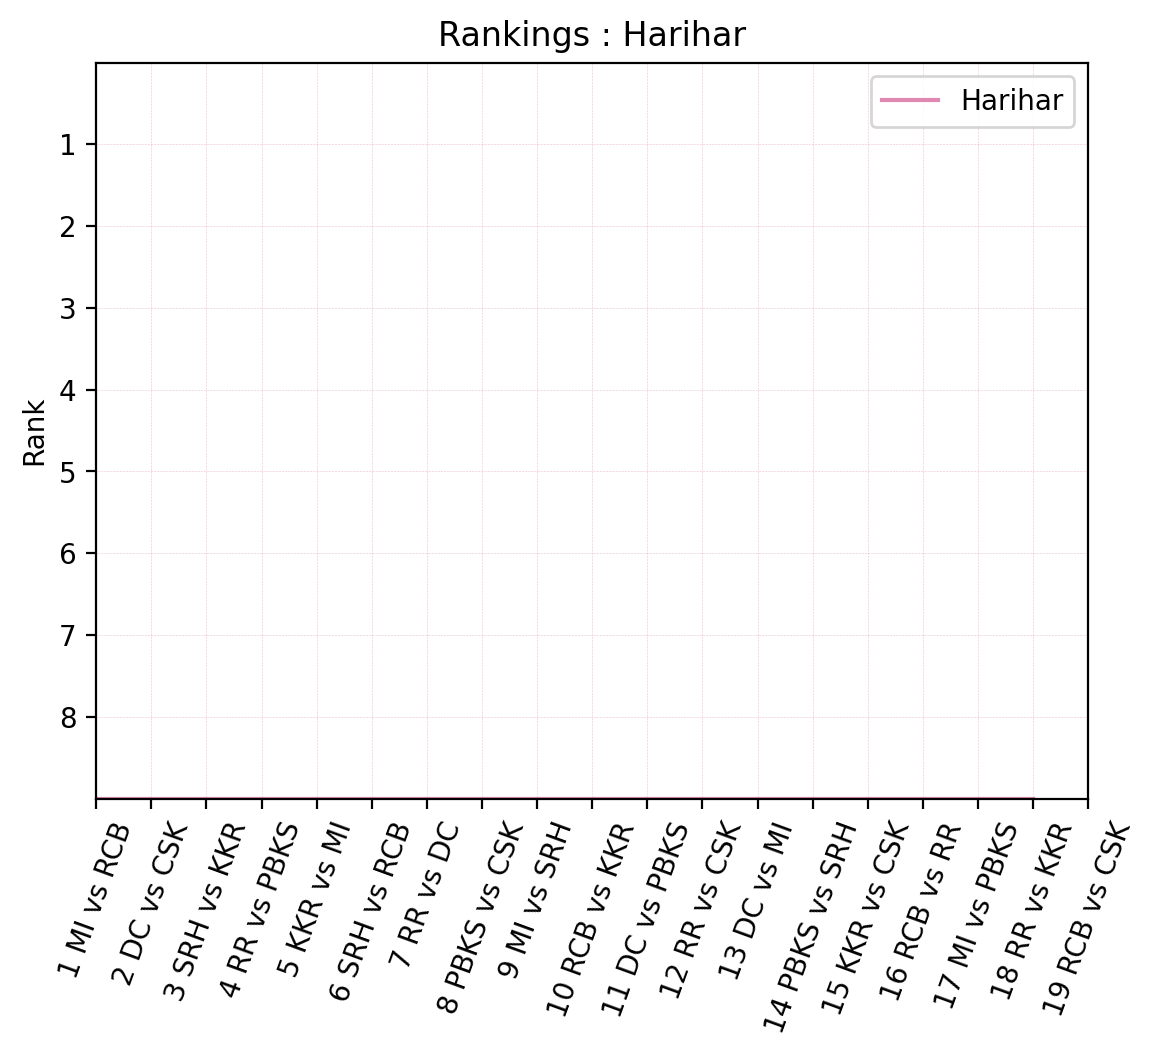 Rankings : Harihar
Harihar
Rank
1
2
3
4
5
6
7
8
1 MI vs RCB
2 DC vs CSK
3 SRH vs KKR
4 RR vs PBKS
5 KKR vs MI
6 SRH vs RCB
7 RR vs DC
8 PBKS vs CSK
9 MI vs SRH
10 RCB vs KKR
11 DC vs PBKS
12 RR vs CSK
13 DC vs MI
14 PBKS vs SRH
15 KKR vs CSK
16 RCB vs RR
17 MI vs PBKS
18 RR vs KKR
19 RCB vs CSK